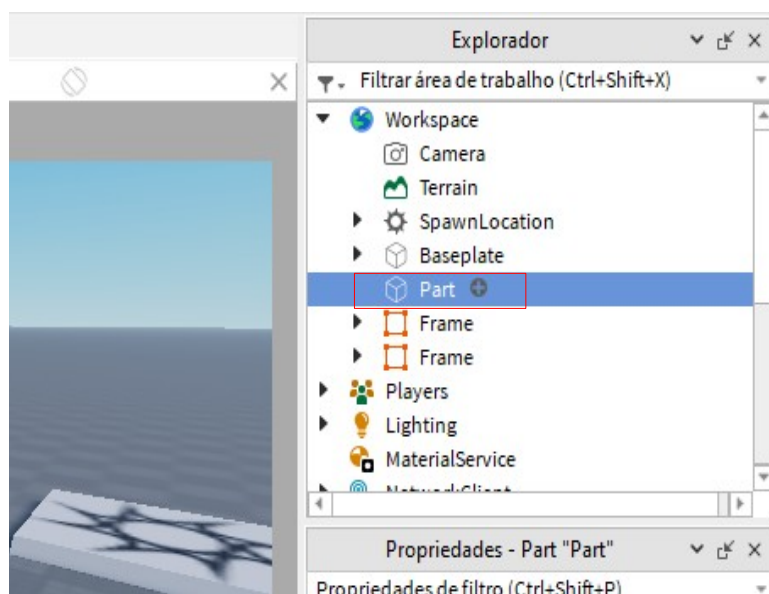 Explorador
Filtrar área de trabalho (Ctrl+Shift+X)
Workspace
Camera
Terrain
SpawnLocation
Baseplate
Part
Frame
Frame
Players
Lighting
MaterialService
NetworkClient
Propriedades - Part "Part"
Propriedades de filtro (Ctrl+Shift+P)